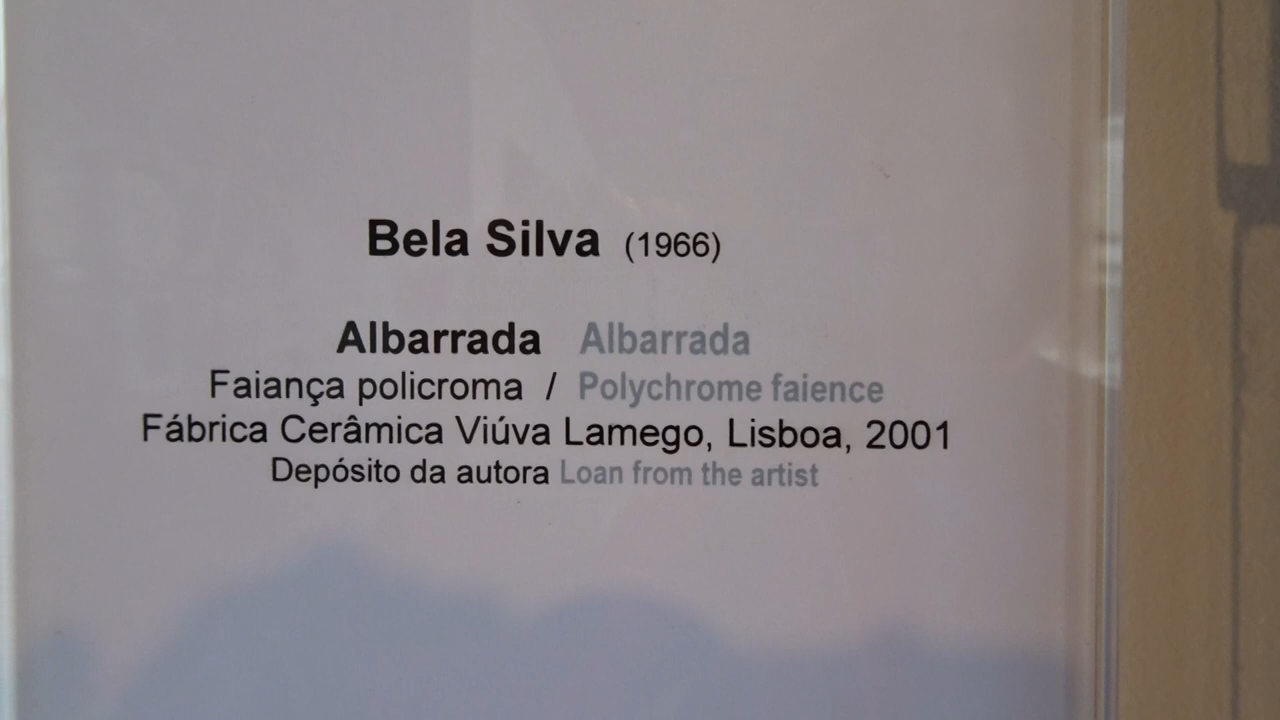 Bela Silva (1966)
Albarrada Albarrada
Faiança policroma / Polychrome faience
Fábrica Cerâmica Viúva Lamego, Lisboa, 2001
Depósito da autora Loan from the artist